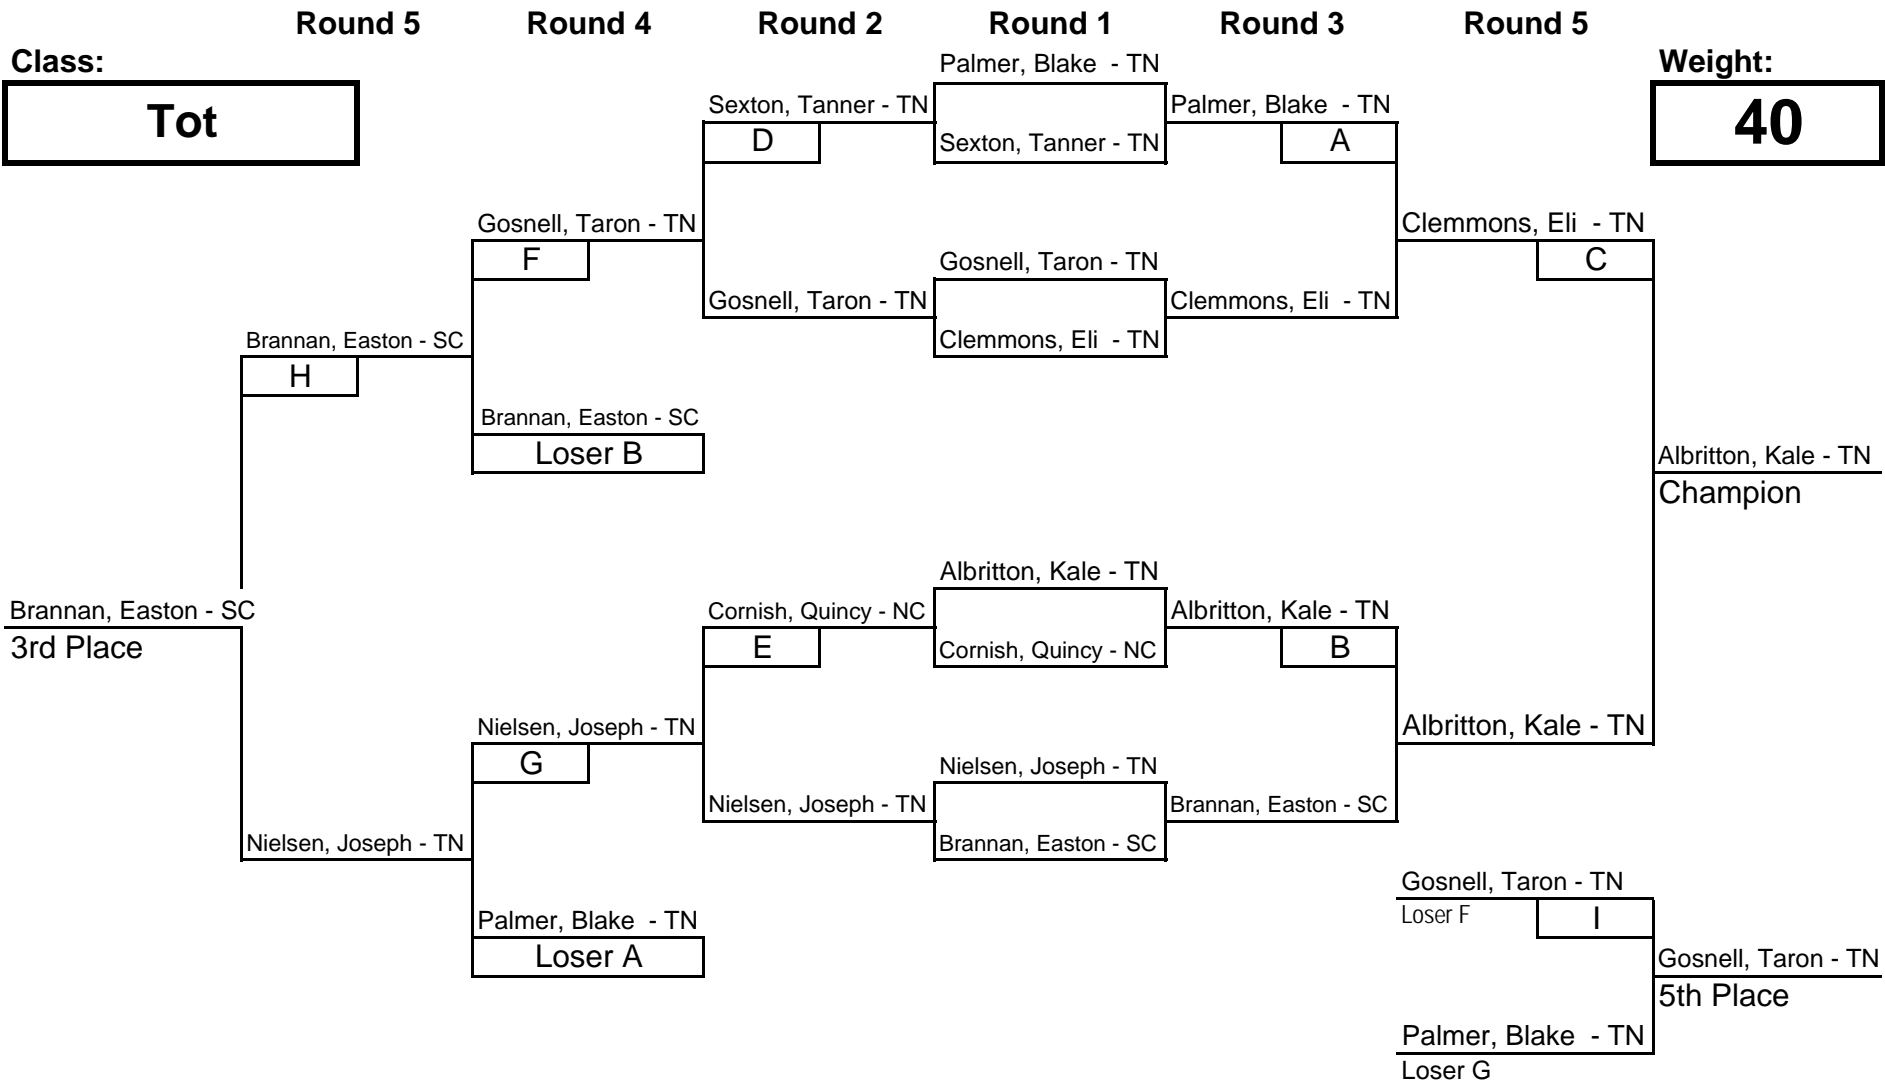 Round 5 Round 4 Round 2 Round 1 Round 3 Round 5
Class: Palmer, Blake - TN Weight:
Sexton, Tanner - TN Palmer, Blake - TN
Tot 40
D Sexton, Tanner - TN A
Gosnell, Taron - TN Clemmons, Eli - TN
F Gosnell, Taron - TN C
Gosnell, Taron - TN Clemmons, Eli - TN
Brannan, Easton - SC Clemmons, Eli - TN
H
Brannan, Easton - SC
Loser B Albritton, Kale - TN
Champion
Albritton, Kale - TN
Brannan, Easton - SC Cornish, Quincy - NC Albritton, Kale - TN
3rd Place E Cornish, Quincy - NC B
Nielsen, Joseph - TN Albritton, Kale - TN
G Nielsen, Joseph - TN
Nielsen, Joseph - TN Brannan, Easton - SC
Nielsen, Joseph - TN Brannan, Easton - SC
Gosnell, Taron - TN
Palmer, Blake - TN Loser F I
Loser A Gosnell, Taron - TN
5th Place
Palmer, Blake - TN
Loser G